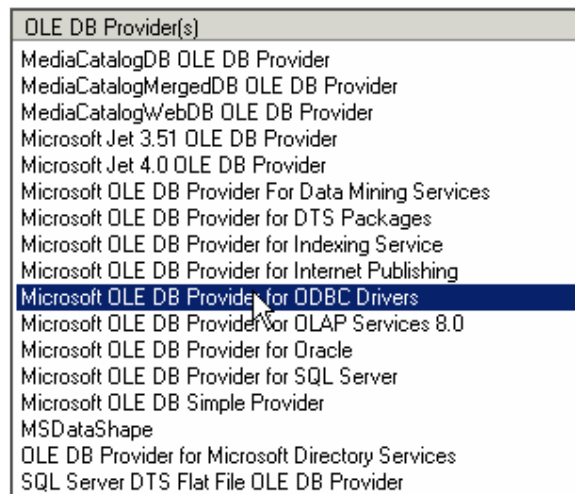 OLE DB Provider(s)
MediaCatalogDB OLE DB Provider
MediaCatalogMergedDB OLE DB Provider
MediaCatalogWebDB OLE DB Provider
Microsoft Jet 3.51 OLE DB Provider
Microsoft Jet 4.0 OLE DB Provider
Microsoft OLE DB Provider For Data Mining Services
Microsoft OLE DB Provider for DTS Packages
Microsoft OLE DB Provider for Indexing Service
Microsoft OLE DB Provider for Internet Publishing
Microsoft OLE DB Provider for ODBC Drivers
Microsoft OLE DB Provider for OLAP Services 8.0
Microsoft OLE DB Provider for Oracle
Microsoft OLE DB Provider for SQL Server
Microsoft OLE DB Simple Provider
MSDataShape
OLE DB Provider for Microsoft Directory Services
SQL Server DTS Flat File OLE DB Provider